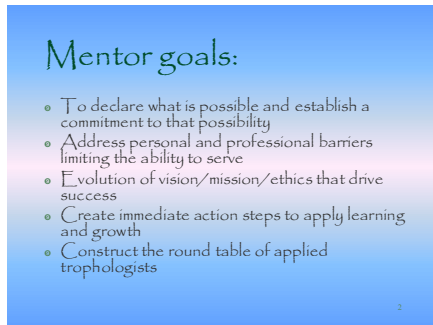 Mentor goals:
To declare what is possible and establish a
commitment to that possibility
Address personal and professional barriers
limiting the ability to serve
Evolution of vision/mission/ethics that drive
success
Create immediate action steps to apply learning
and growth
Construct the round table of applied
trophologists
2